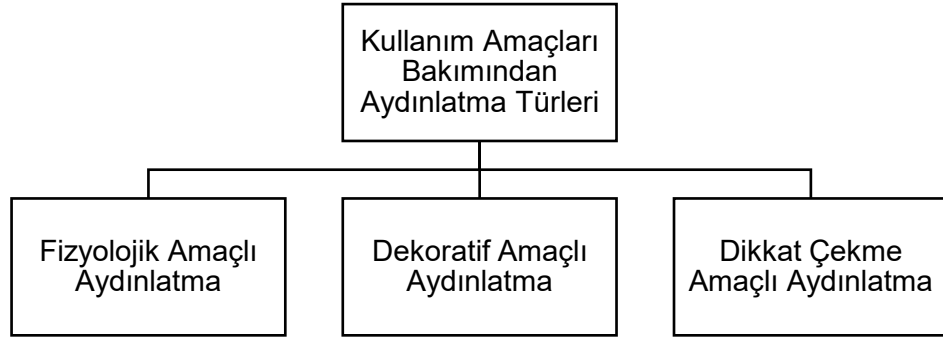 Kullanım Amaçları
Bakımından
Aydınlatma Türleri
Fizyolojik Amaçlı
Aydınlatma
Dekoratif Amaçlı
Aydınlatma
Dikkat Çekme
Amaçlı Aydınlatma